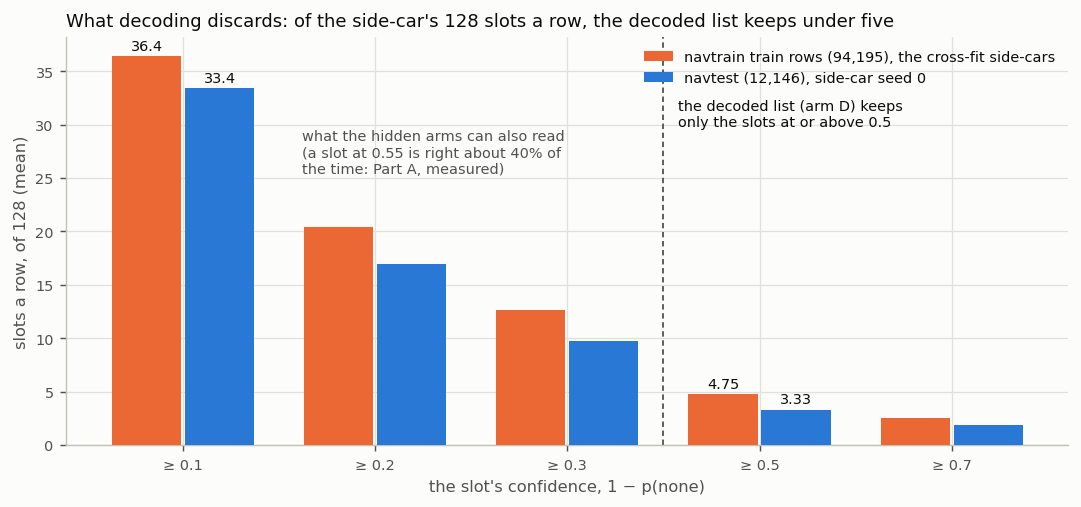 What decoding discards: of the side-car's 128 slots a row, the decoded list keeps under five
navtrain train rows (94,195), the cross-fit side-cars
navtest (12,146), side-car seed 0
the decoded list (arm D) keeps
only the slots at or above 0.5
what the hidden arms can also read
(a slot at 0.55 is right about 40% of
the time: Part A, measured)
36.4
33.4
4.75
3.33
slots a row, of 128 (mean)
35
30
25
20
15
10
5
0
≥ 0.1
≥ 0.2
≥ 0.3
≥ 0.5
≥ 0.7
the slot's confidence, 1 − p(none)